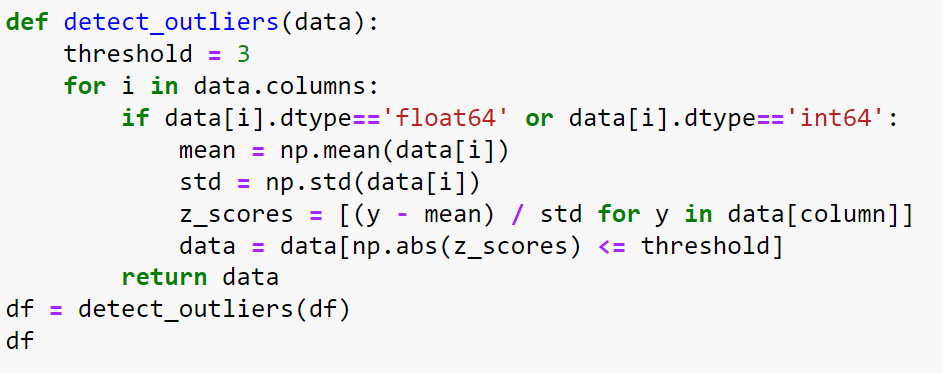 def detect_outliers(data):
    threshold = 3
    for i in data.columns:
        if data[i].dtype=='float64' or data[i].dtype=='int64':
            mean = np.mean(data[i])
            std = np.std(data[i])
            z_scores = [(y - mean) / std for y in data[column]]
            data = data[np.abs(z_scores) <= threshold]
        return data
df = detect_outliers(df)
df